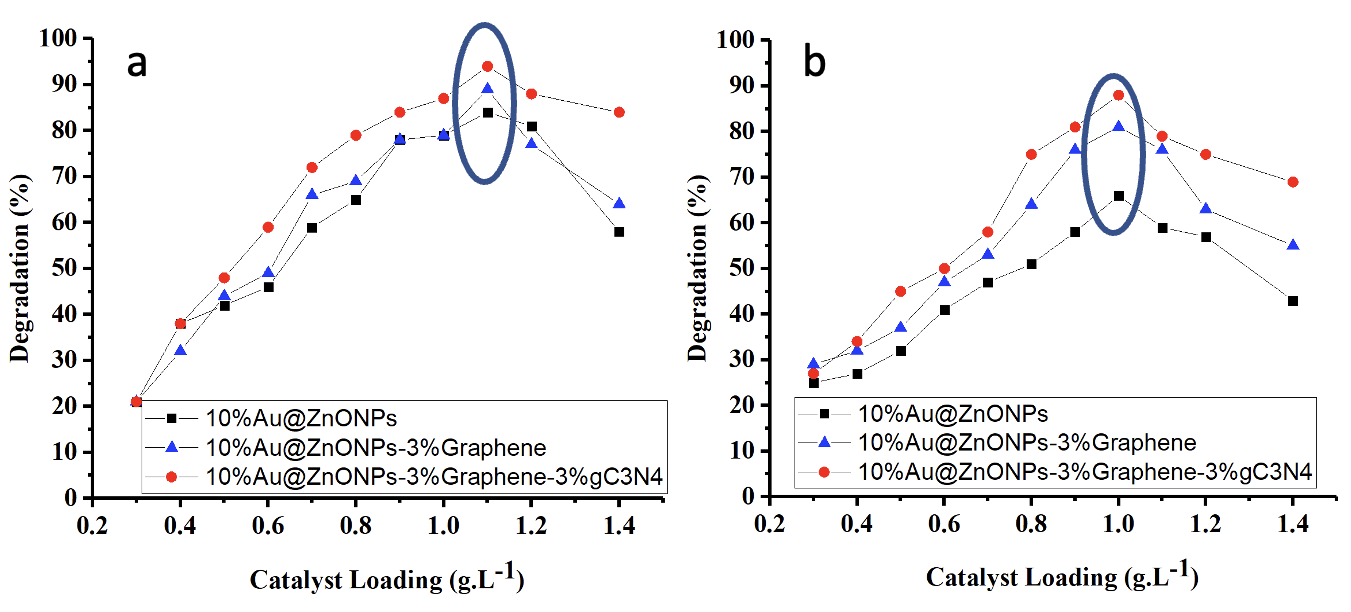 a
Degradation (%)
100
90
80
70
60
50
40
30
20
10
0
10%Au@ZnONPs
10%Au@ZnONPs-3%Graphene
10%Au@ZnONPs-3%Graphene-3%gC3N4
0.2 0.4 0.6 0.8 1.0 1.2 1.4
Catalyst Loading (g.L-1)
b
Degradation (%)
100
90
80
70
60
50
40
30
20
10
0
10%Au@ZnONPs
10%Au@ZnONPs-3%Graphene
10%Au@ZnONPs-3%Graphene-3%gC3N4
0.2 0.4 0.6 0.8 1.0 1.2 1.4
Catalyst Loading (g.L-1)